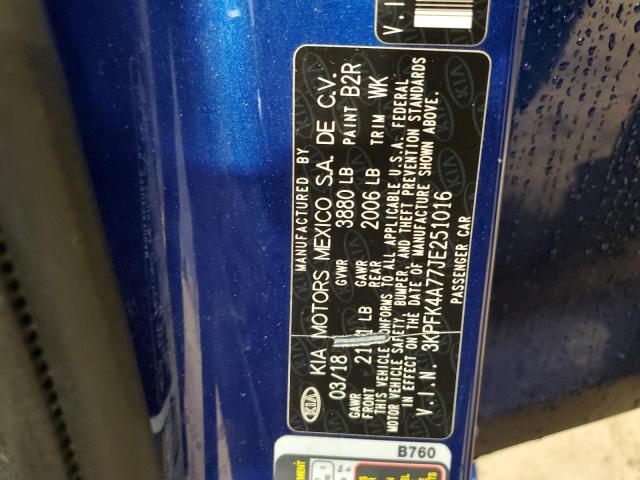 MANUFACTURED BY
KIA KIA MOTORS MEXICO S.A. DE C.V.
03/18 GVWR 3880 LB PAINT B2R
GAWR FRONT LB GAWR REAR 2006 LB TRIM WK
THIS VEHICLE CONFORMS TO ALL APPLICABLE U.S.A. FEDERAL
MOTOR VEHICLE SAFETY, BUMPER, AND THEFT PREVENTION STANDARDS
IN EFFECT ON THE DATE OF MANUFACTURE SHOWN ABOVE.
V.I.N. 3KPFK4A77JE251016
PASSENGER CAR
B760
V.I